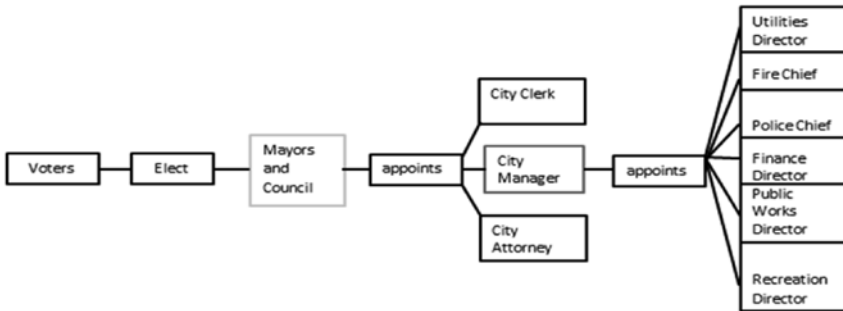 Voters
Elect
Mayors
and
Council
appoints
City Clerk
City
Manager
City
Attorney
appoints
Utilities
Director
Fire Chief
Police Chief
Finance
Director
Public
Works
Director
Recreation
Director